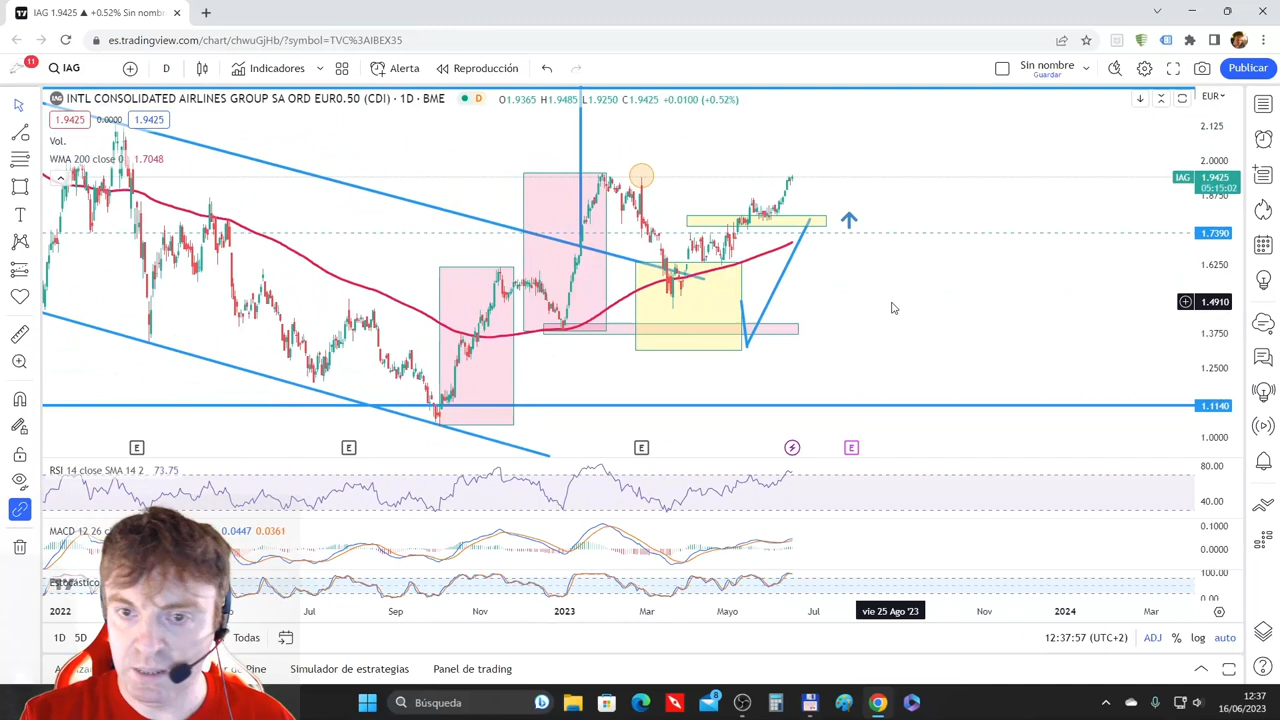 IAG 1.9425 ▲ +0.52% Sin nombre
es.tradingview.com/chart/chwuGjHb/?symbol=TVC%3AIBEX35
11
IAG
D
Indicadores
Alerta
Reproducción
Sin nombre
Guardar
Publicar
INTL CONSOLIDATED AIRLINES GROUP SA ORD EUR0.50 (CDI) · 1D · BME
D
O1.9365 H1.9485 L1.9250 C1.9425 +0.0100 (+0.52%)
EUR
1.9425
0.0000
1.9425
Vol.
WMA 200 close 0 1.7048
2.125
2.0000
IAG
1.9425
05:15:02
1.8750
1.7390
1.6250
1.4910
1.3750
1.2500
1.1140
1.0000
E
E
E
E
RSI 14 close SMA 14 2 73.75
80.00
40.00
MACD 12 26
0.0447 0.0361
0.1000
0.0000
Estocástico
100.00
0.00
2022
Jul
Sep
Nov
2023
Mar
Mayo
Jul
vie 25 Ago '23
Nov
2024
Mar
1D
5D
Todas
12:37:57 (UTC+2)
ADJ
%
log
auto
de Pine
Simulador de estrategias
Panel de trading
Búsqueda
8
12:37
16/06/2023